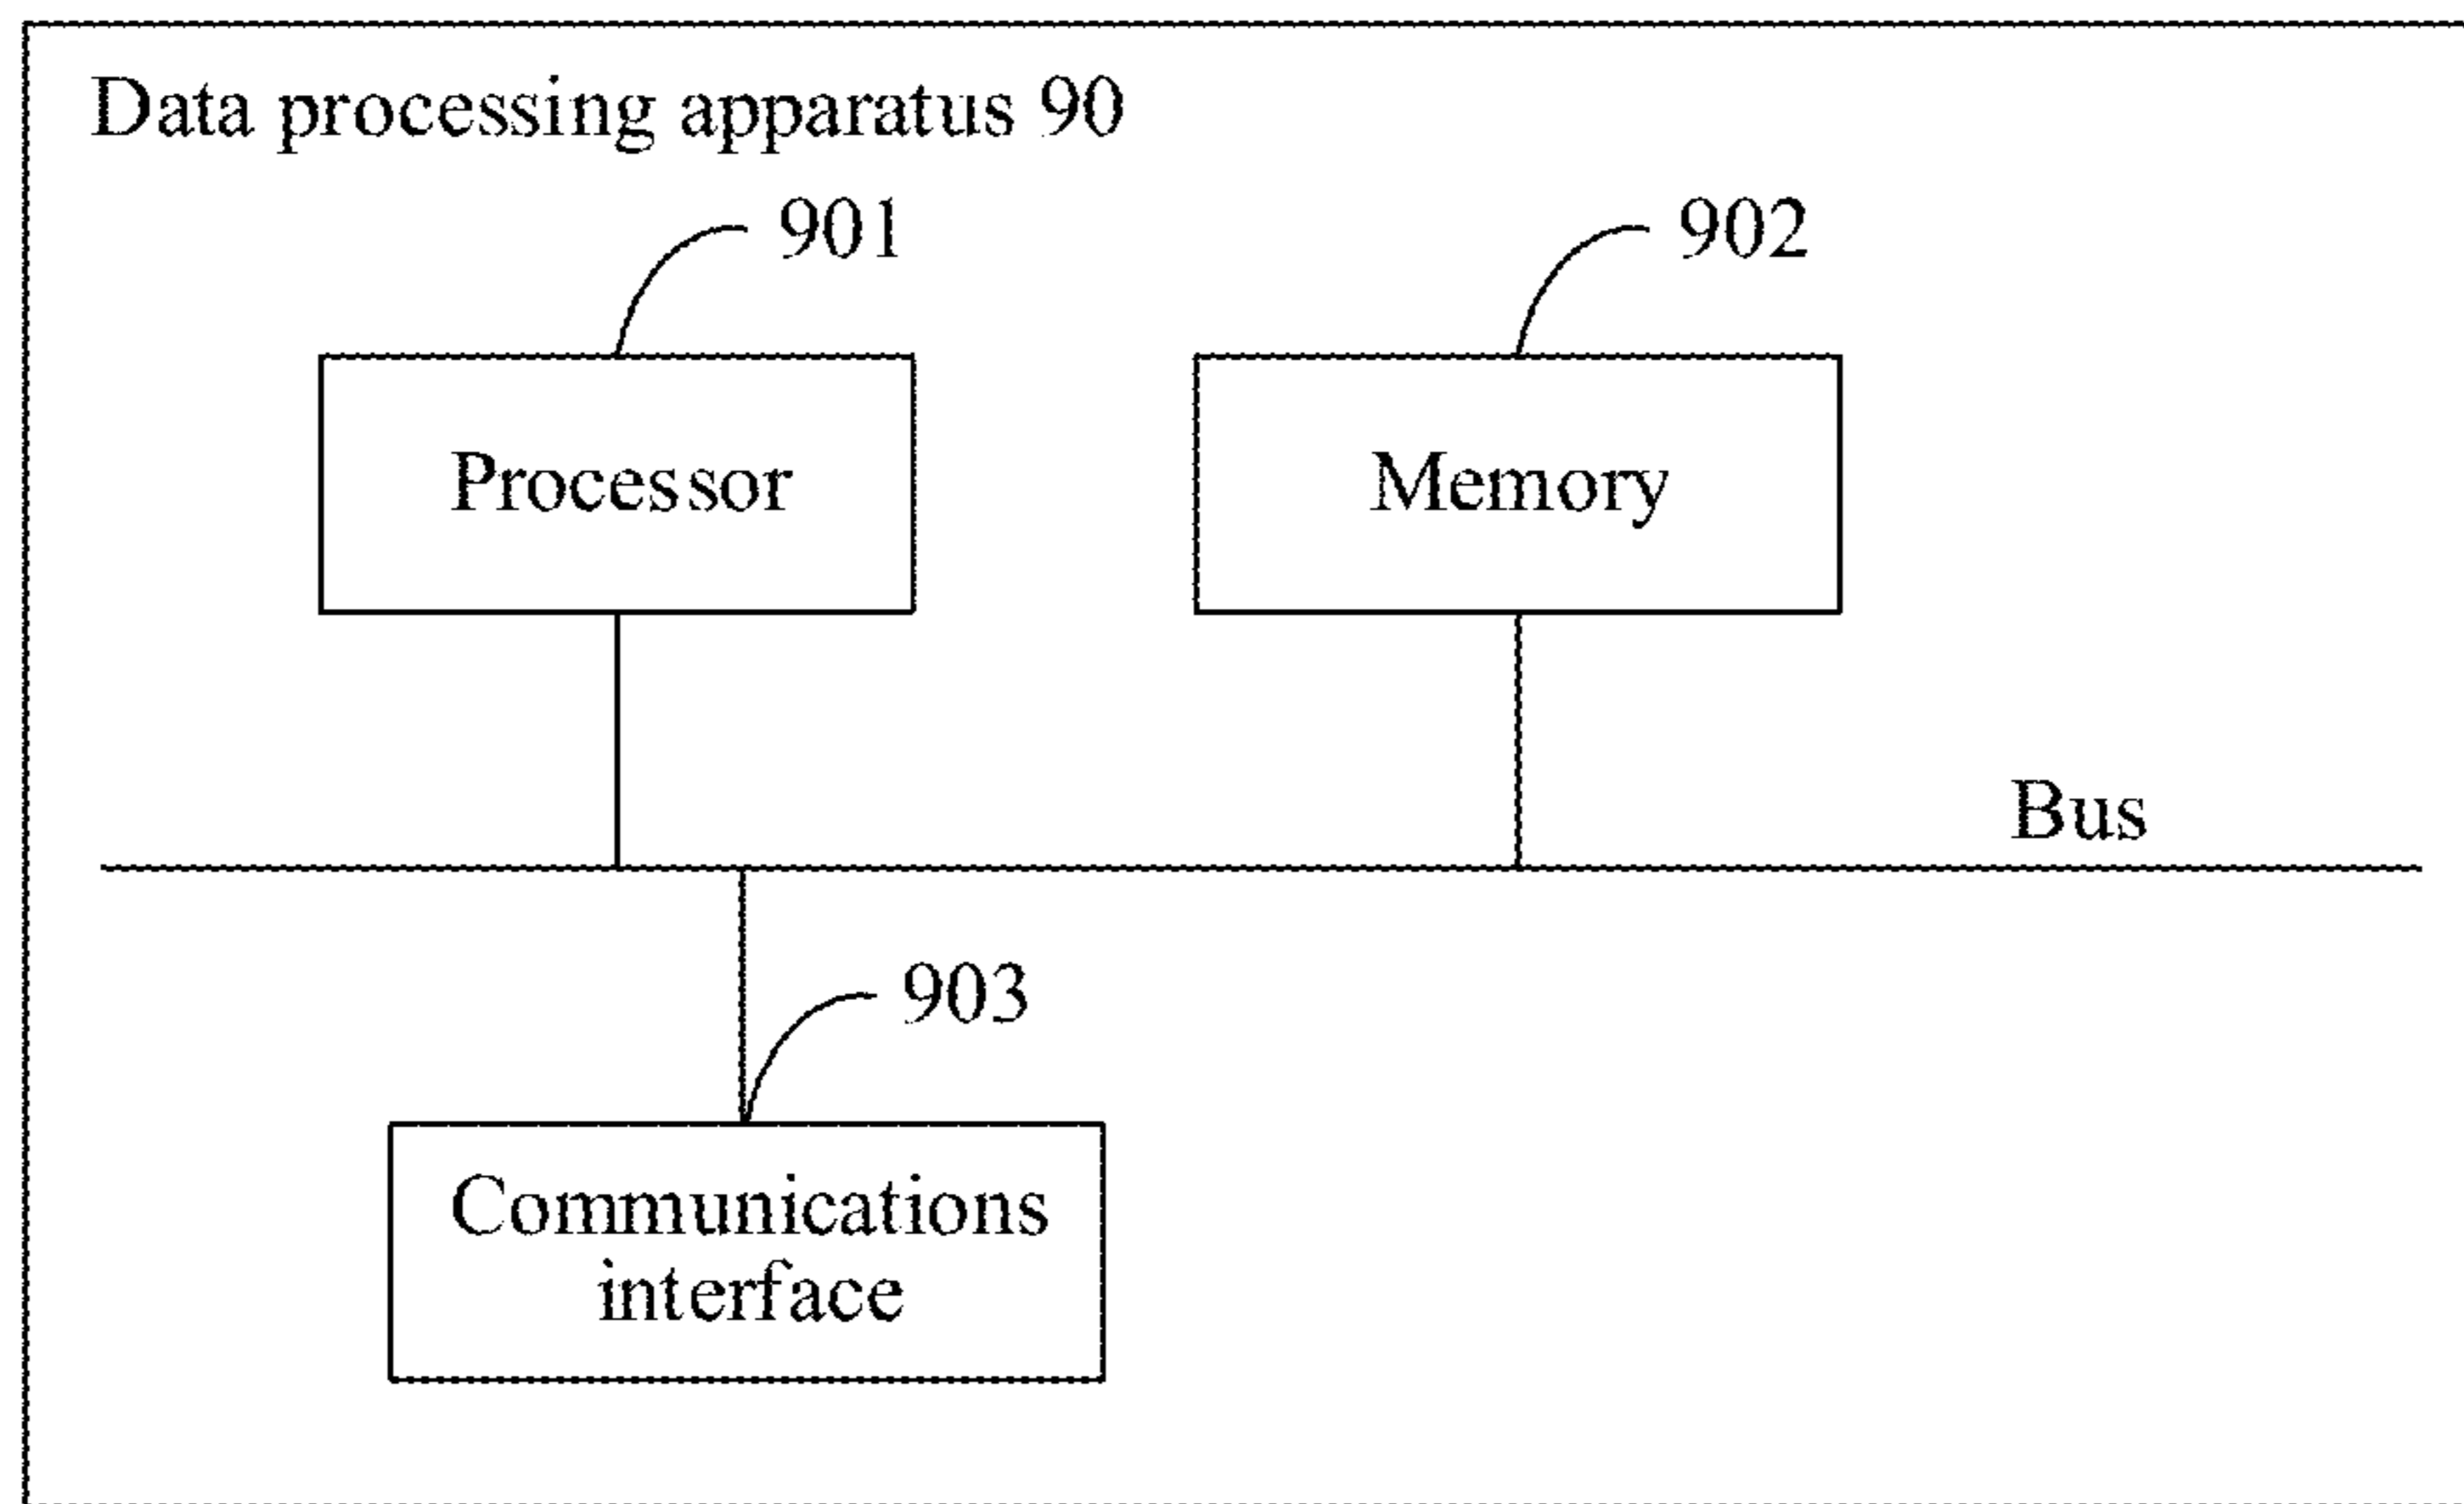 Data processing apparatus 90
901
902
Processor
Memory
Bus
903
Communications
interface